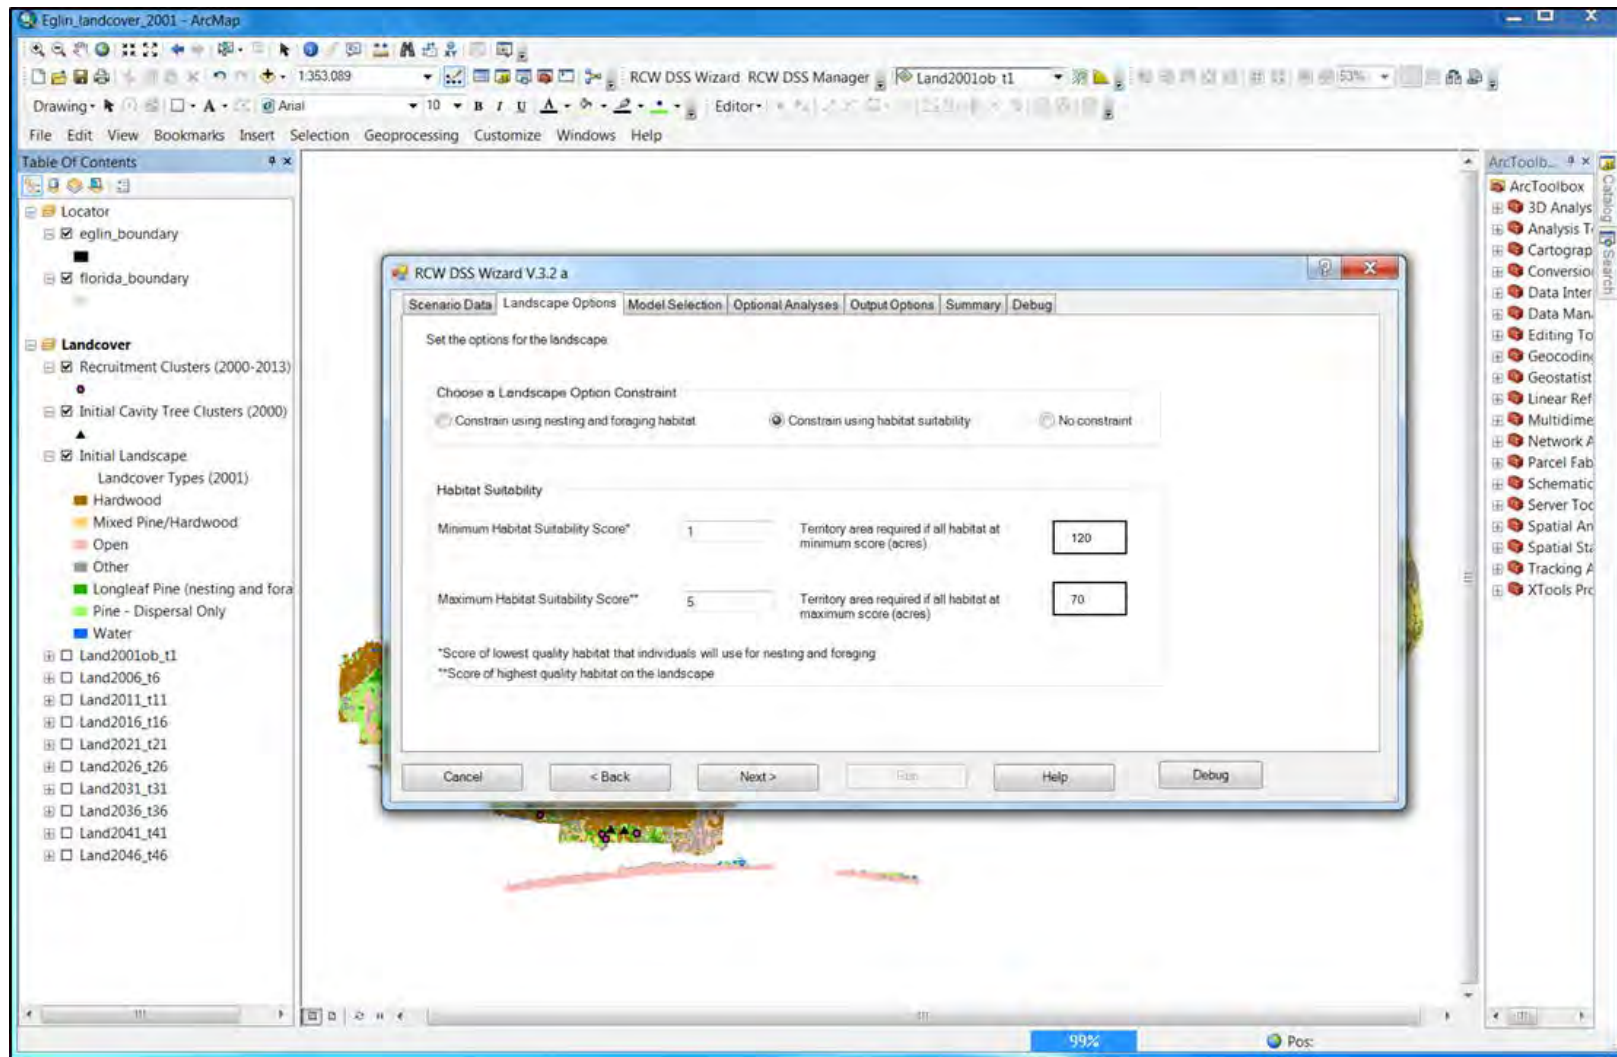 Eglin_landcover_2001 - ArcMap
1:353,089
RCW DSS Wizard RCW DSS Manager
Land2001ob t1
53%
Drawing
A
Arial
10
B I U A
Editor
File Edit View Bookmarks Insert Selection Geoprocessing Customize Windows Help
Table Of Contents
Locator
eglin_boundary
florida_boundary
Landcover
Recruitment Clusters (2000-2013)
Initial Cavity Tree Clusters (2000)
Initial Landscape
Landcover Types (2001)
Hardwood
Mixed Pine/Hardwood
Open
Other
Longleaf Pine (nesting and fora
Pine - Dispersal Only
Water
Land2001ob_t1
Land2006_t6
Land2011_t11
Land2016_t16
Land2021_t21
Land2026_t26
Land2031_t31
Land2036_t36
Land2041_t41
Land2046_t46
RCW DSS Wizard V.3.2 a
Scenario Data Landscape Options Model Selection Optional Analyses Output Options Summary Debug
Set the options for the landscape
Choose a Landscape Option Constraint
Constrain using nesting and foraging habitat Constrain using habitat suitability No constraint
Habitat Suitability
Minimum Habitat Suitability Score* 1
Territory area required if all habitat at
minimum score (acres)
120
Maximum Habitat Suitability Score** 5
Territory area required if all habitat at
maximum score (acres)
70
*Score of lowest quality habitat that individuals will use for nesting and foraging
**Score of highest quality habitat on the landscape
Cancel < Back Next > Run Help Debug
ArcToolb...
ArcToolbox
3D Analys
Analysis T
Cartograp
Conversio
Data Inter
Data Man
Editing To
Geocoding
Geostatist
Linear Ref
Multidime
Network A
Parcel Fab
Schematic
Server Too
Spatial An
Spatial Sta
Tracking A
XTools Pro
Catalog
Search
99%
Pos: